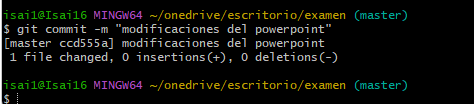 isai1@Isai16 MINGW64 ~/onedrive/escritorio/examen (master)
$ git commit -m "modificaciones del powerpoint"
[master ccd555a] modificaciones del powerpoint
 1 file changed, 0 insertions(+), 0 deletions(-)
isai1@Isai16 MINGW64 ~/onedrive/escritorio/examen (master)
$